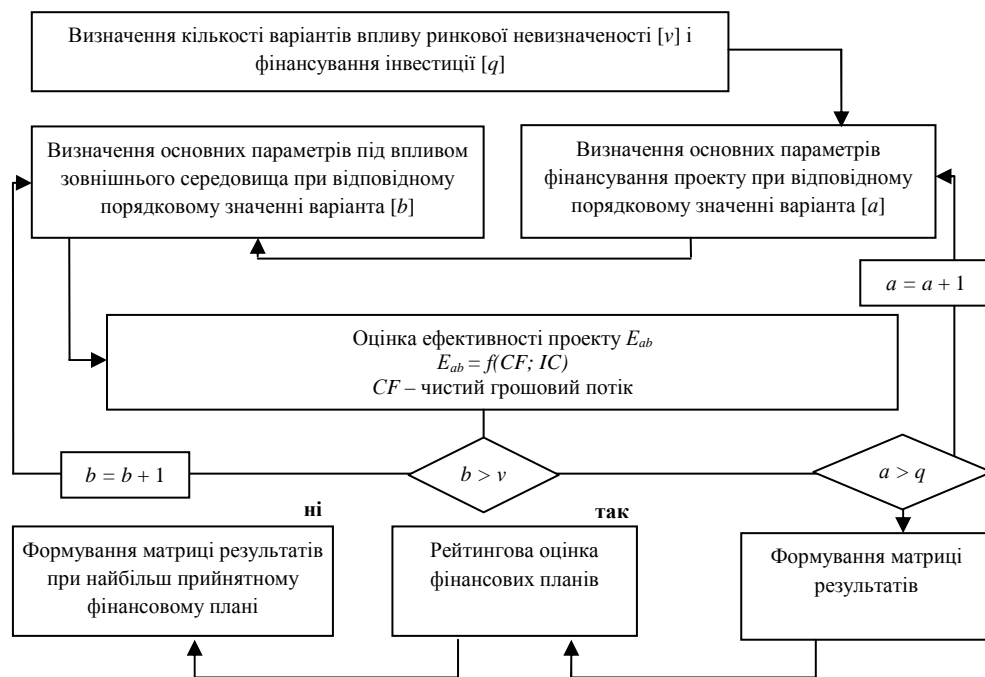 Визначення кількості варіантів впливу ринкової невизначеності [v] і
фінансування інвестиції [q]
Визначення основних параметрів під впливом
зовнішнього середовища при відповідному
порядковому значенні варіанта [b]
Визначення основних параметрів
фінансування проекту при відповідному
порядковому значенні варіанта [a]
a = a + 1
Оцінка ефективності проекту Eab
Eab = f(CF; IC)
CF – чистий грошовий потік
b = b + 1
b > v
a > q
ні
так
Формування матриці результатів
при найбільш прийнятному
фінансовому плані
Рейтингова оцінка
фінансових планів
Формування матриці
результатів